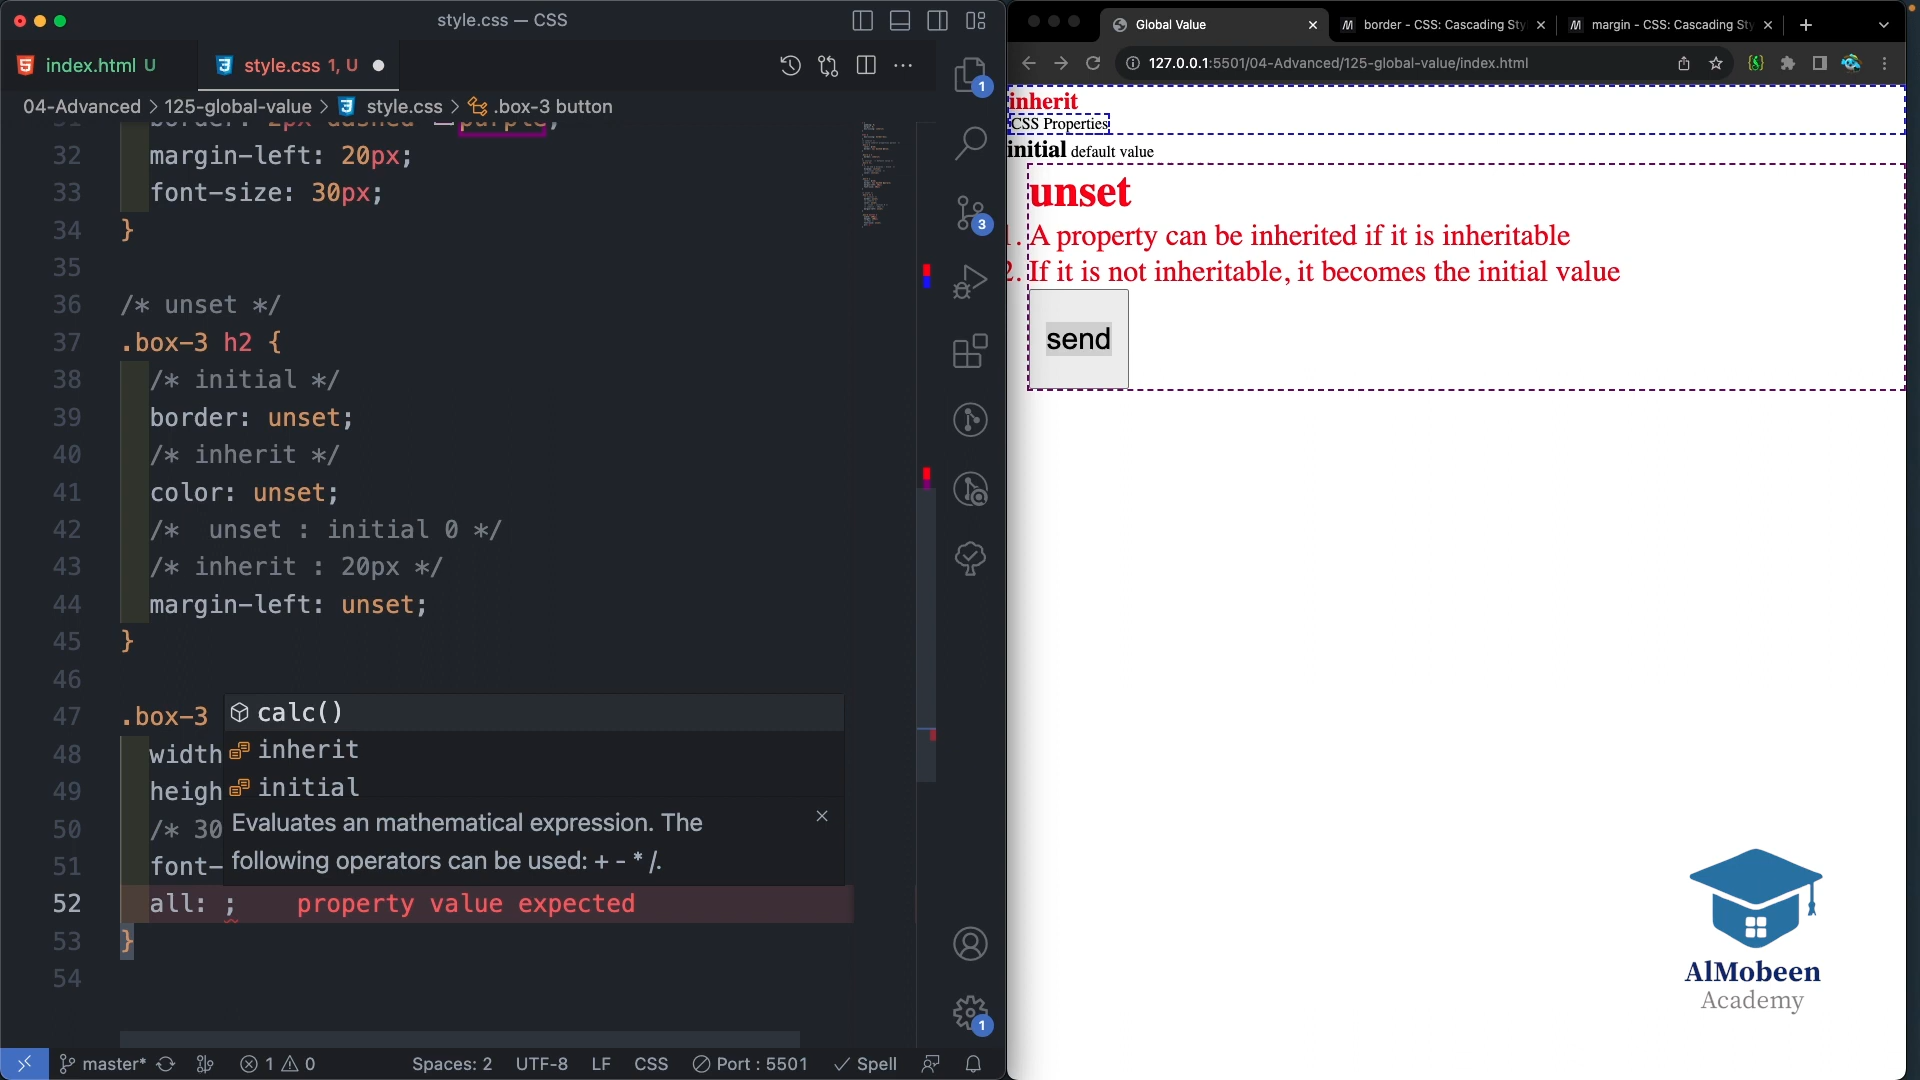 style.css — CSS
index.html U
style.css 1, U
04-Advanced > 125-global-value > style.css > .box-3 button
31 border: 2px dashed purple;
32 margin-left: 20px;
33 font-size: 30px;
34 }
35
36 /* unset */
37 .box-3 h2 {
38 /* initial */
39 border: unset;
40 /* inherit */
41 color: unset;
42 /*  unset : initial 0 */
43 /* inherit : 20px */
44 margin-left: unset;
45 }
46
47 .box-3
48 width
49 heigh
50 /* 30
51 font-
52 all: ; property value expected
53 }
54
calc()
inherit
initial
Evaluates an mathematical expression. The
following operators can be used: + - * /.
1
3
1
master* 1 0 Spaces: 2 UTF-8 LF CSS Port : 5501 Spell
Global Value
border - CSS: Cascading Sty
margin - CSS: Cascading Sty
127.0.0.1:5501/04-Advanced/125-global-value/index.html
inherit
CSS Properties
initial default value
unset
1. A property can be inherited if it is inheritable
2. If it is not inheritable, it becomes the initial value
send
AlMobeen
Academy